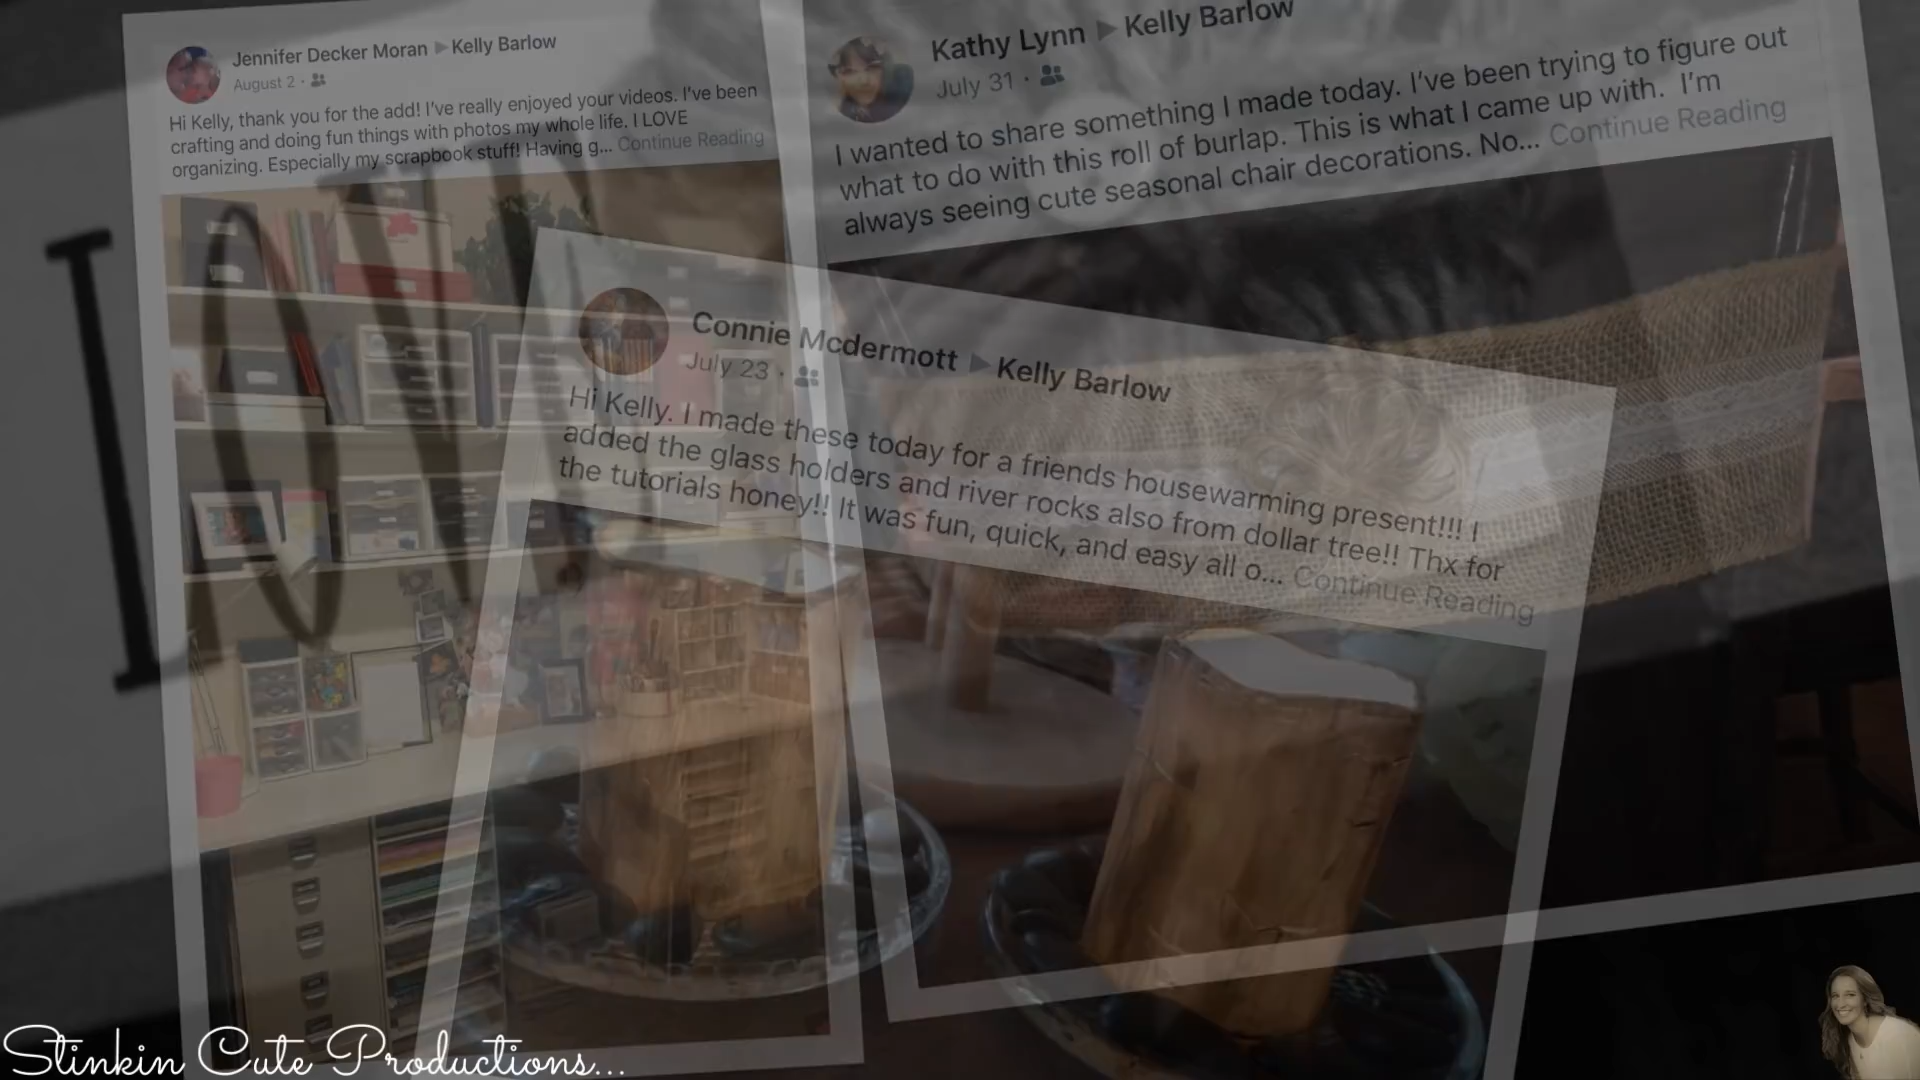 Jennifer Decker Moran ▶ Kelly Barlow
August 2 ·
Hi Kelly, thank you for the add! I've really enjoyed your videos. I've been
crafting and doing fun things with photos my whole life. I LOVE
organizing. Especially my scrapbook stuff! Having g... Continue Reading
Kathy Lynn ▶ Kelly Barlow
July 31 ·
I wanted to share something I made today. I've been trying to figure out
what to do with this roll of burlap. This is what I came up with. I'm
always seeing cute seasonal chair decorations. No... Continue Reading
Connie Mcdermott ▶ Kelly Barlow
July 23 ·
Hi Kelly. I made these today for a friends housewarming present!!! I
added the glass holders and river rocks also from dollar tree!! Thx for
the tutorials honey!! It was fun, quick, and easy all o... Continue Reading
Stinkin Cute Productions...